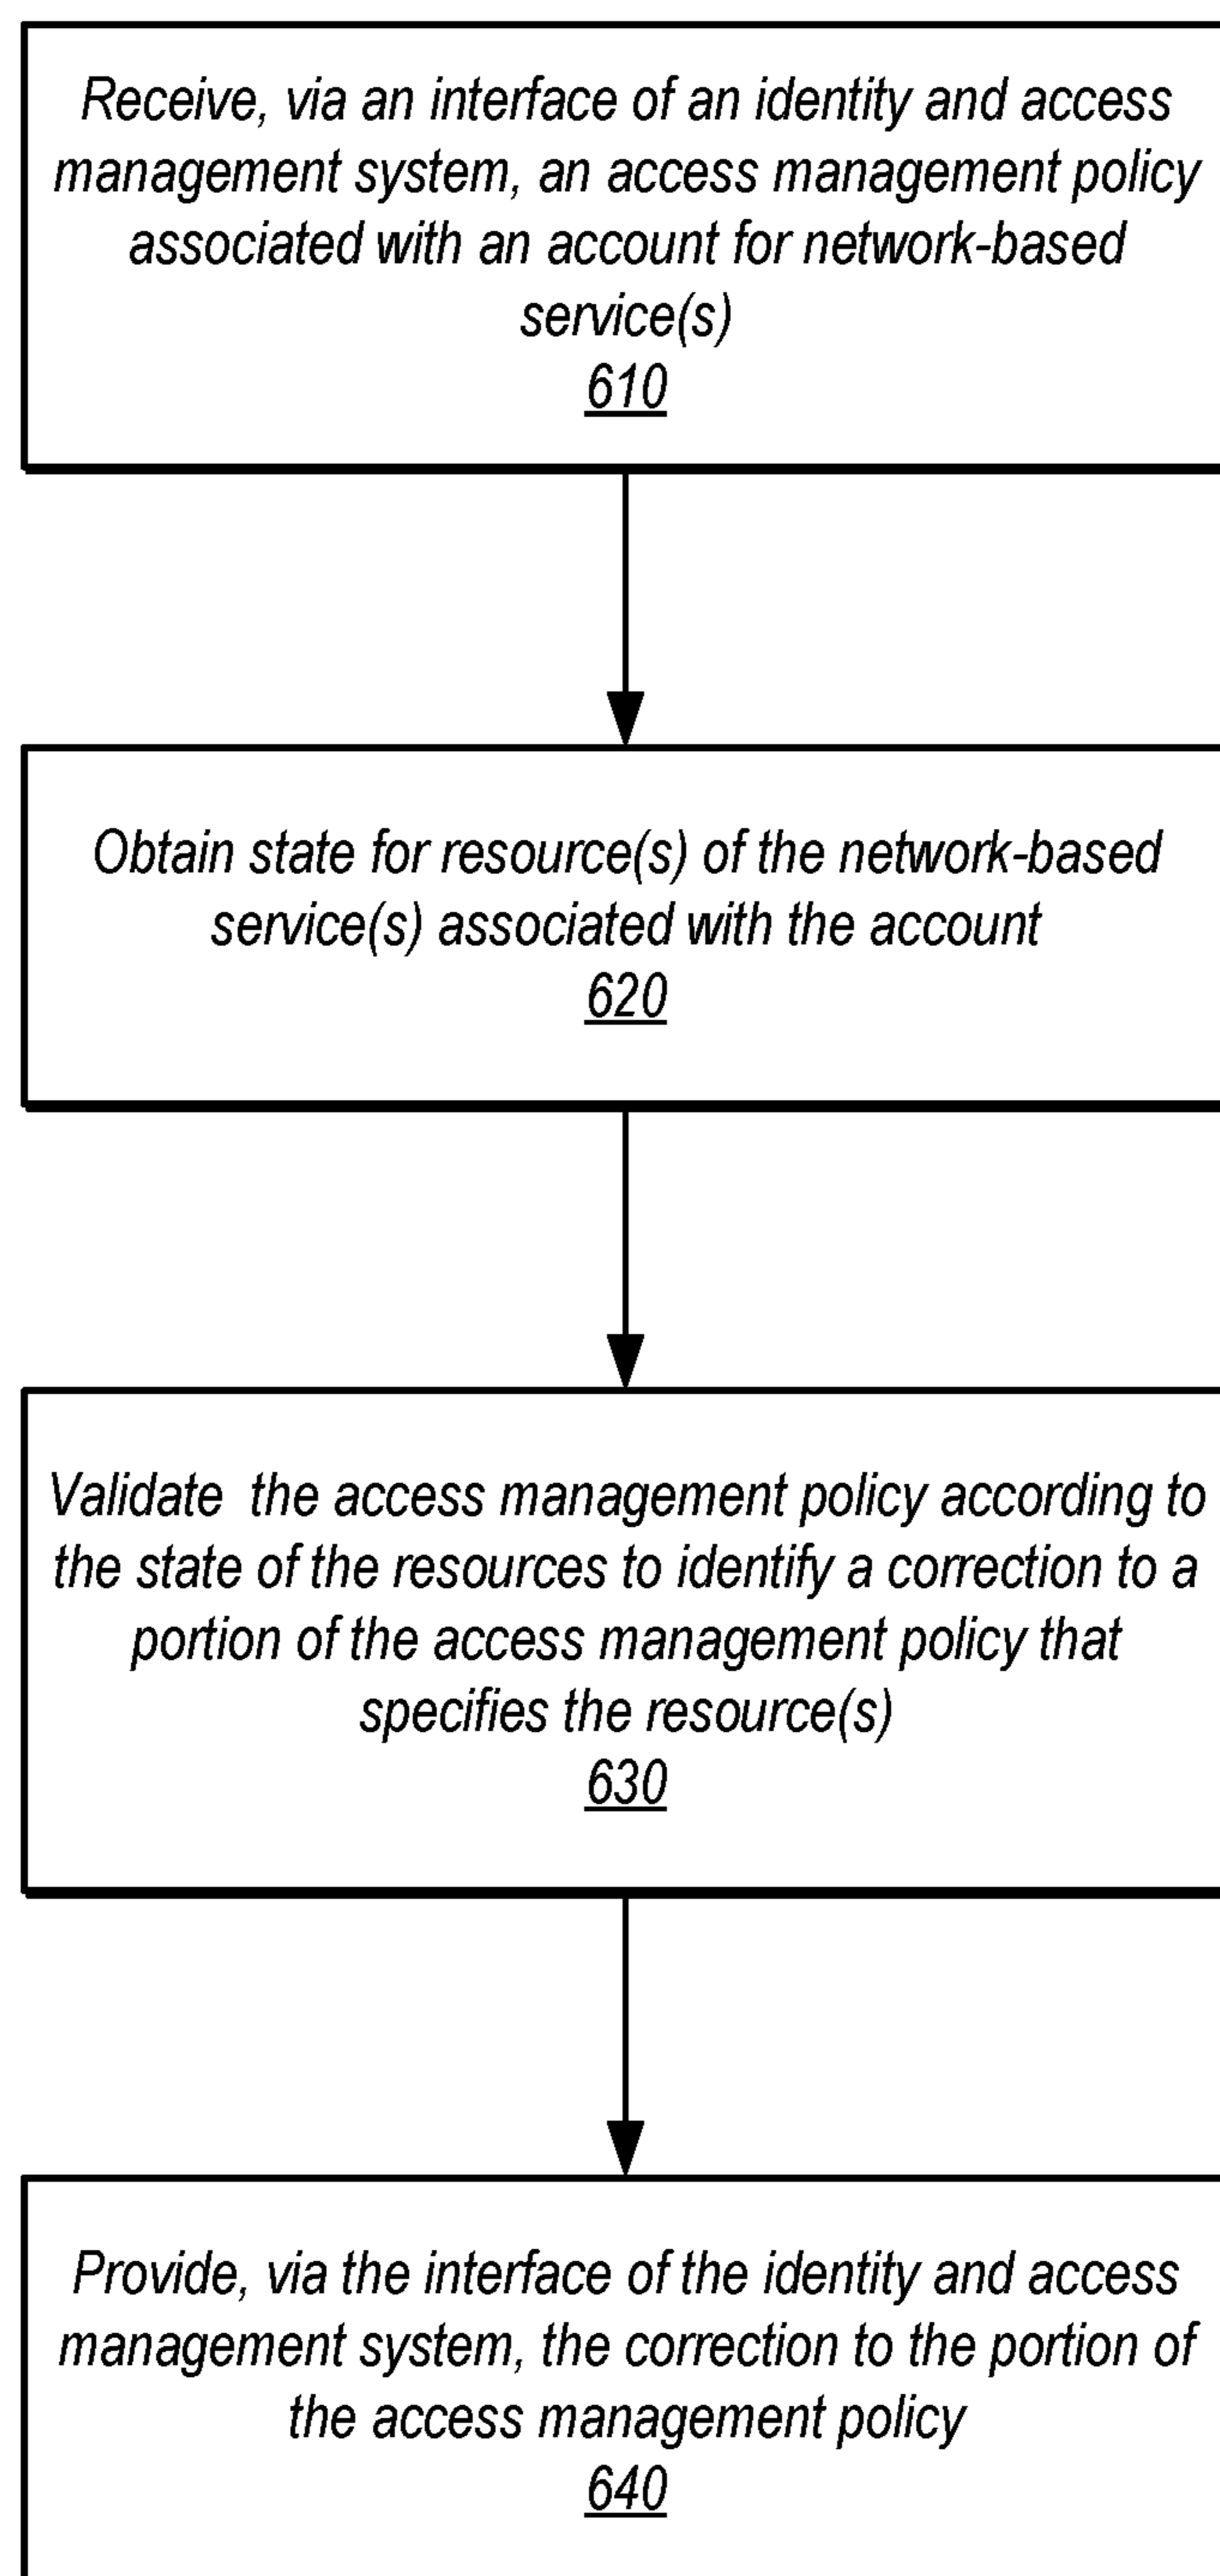 Receive, via an interface of an identity and access
management system, an access management policy
associated with an account for network-based
service(s)
610
Obtain state for resource(s) of the network-based
service(s) associated with the account
620
Validate  the access management policy according to
the state of the resources to identify a correction to a
portion of the access management policy that
specifies the resource(s)
630
Provide, via the interface of the identity and access
management system, the correction to the portion of
the access management policy
640